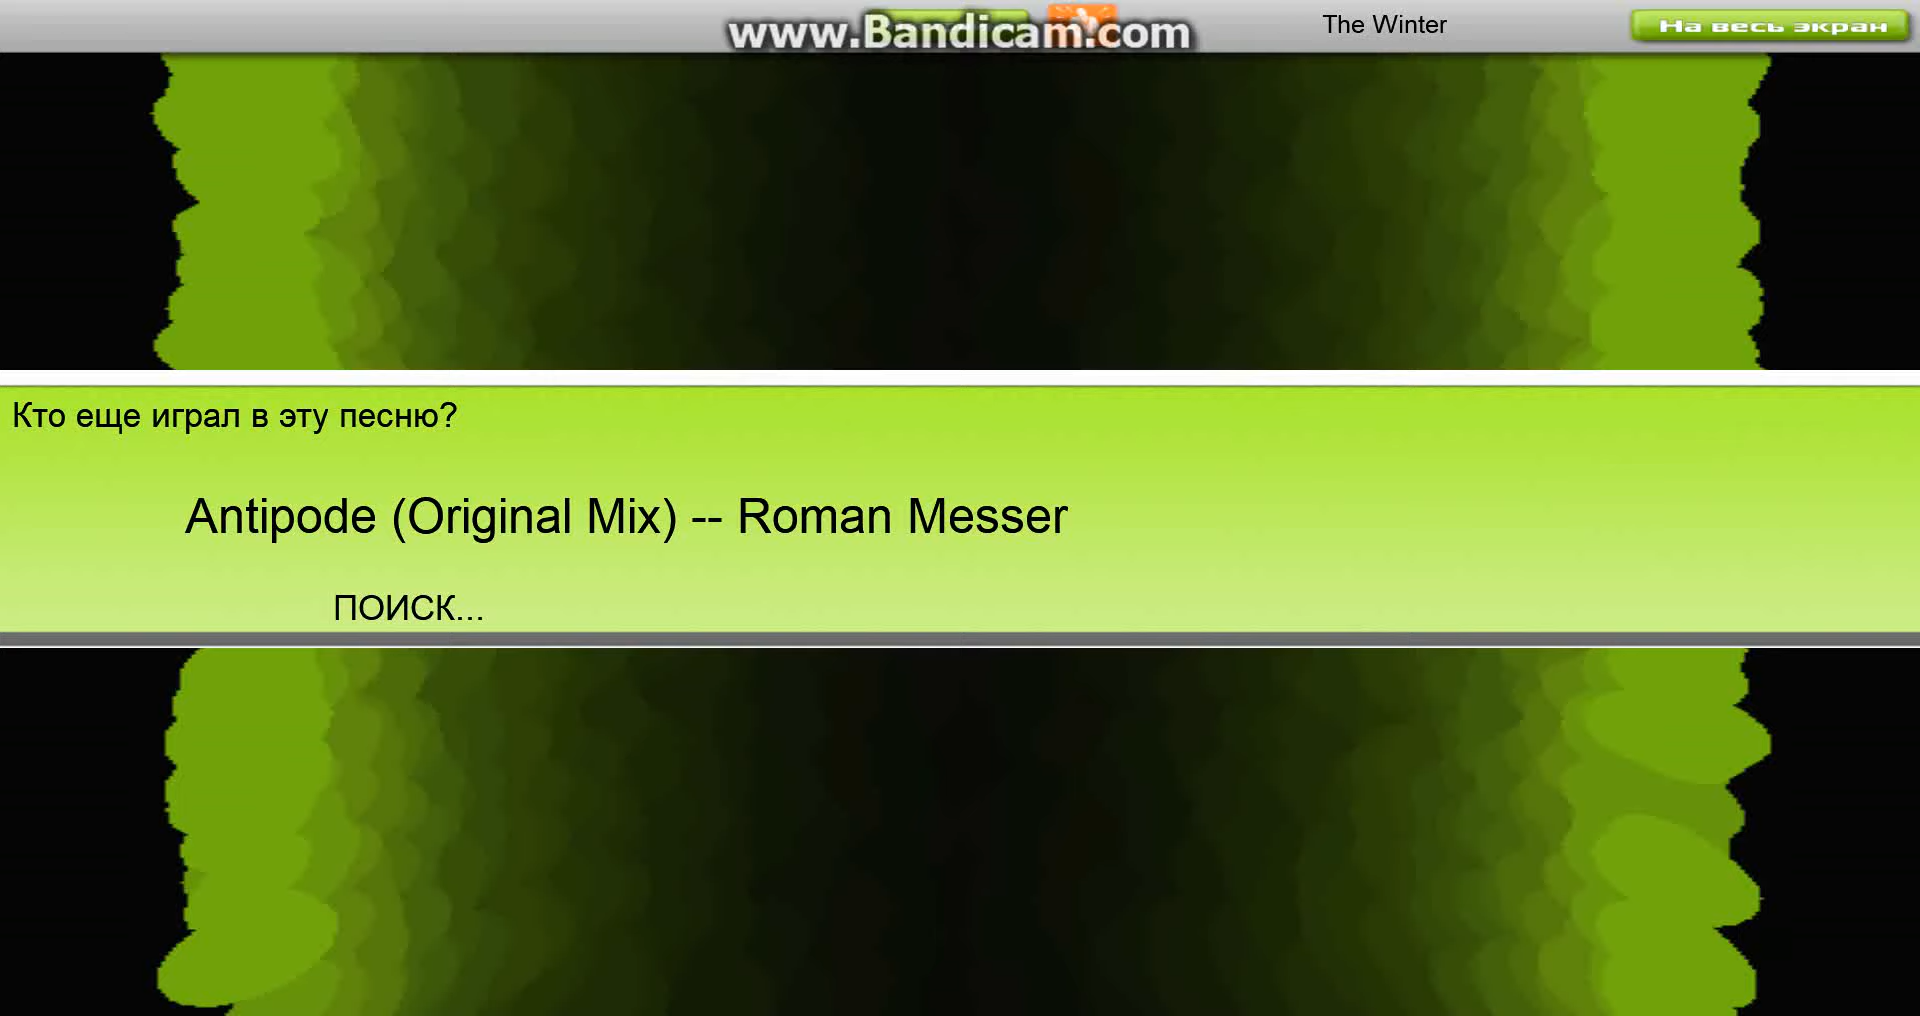 www.Bandicam.com
The Winter
На весь экран
Кто еще играл в эту песню?
Antipode (Original Mix) -- Roman Messer
ПОИСК...